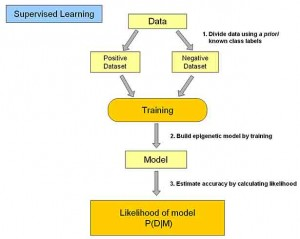 Supervised Learning
Data
1. Divide data using a priori
known class labels
Positive
Dataset
Negative
Dataset
Training
2. Build epigenetic model by training
Model
3. Estimate accuracy by calculating likelihood
Likelihood of model
P(D|M)